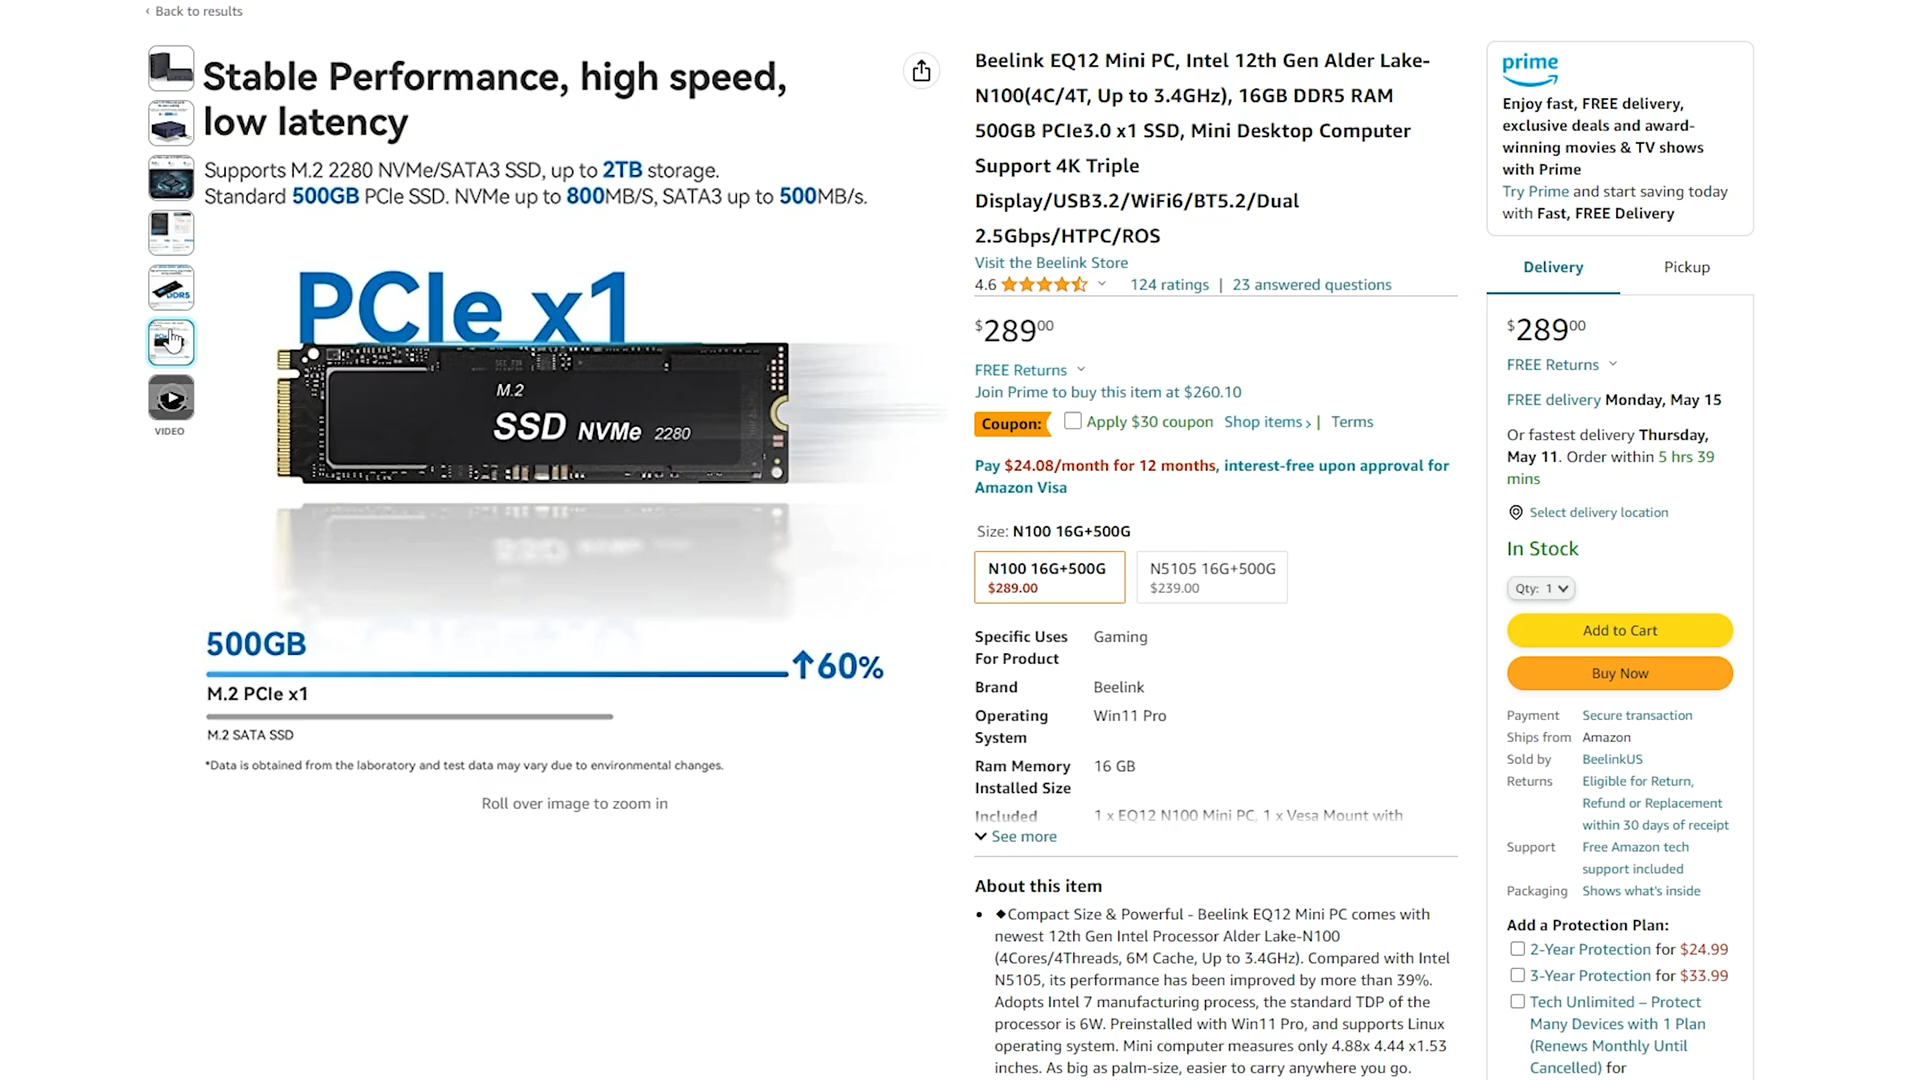 ‹ Back to results
Stable Performance, high speed,
low latency
Supports M.2 2280 NVMe/SATA3 SSD, up to 2TB storage.
Standard 500GB PCIe SSD. NVMe up to 800MB/S, SATA3 up to 500MB/s.
PCIe x1
M.2
SSD NVMe 2280
500GB
↑60%
M.2 PCIe x1
M.2 SATA SSD
*Data is obtained from the laboratory and test data may vary due to environmental changes.
Roll over image to zoom in
DDR5
VIDEO
Beelink EQ12 Mini PC, Intel 12th Gen Alder Lake-
N100(4C/4T, Up to 3.4GHz), 16GB DDR5 RAM
500GB PCIe3.0 x1 SSD, Mini Desktop Computer
Support 4K Triple
Display/USB3.2/WiFi6/BT5.2/Dual
2.5Gbps/HTPC/ROS
Visit the Beelink Store
4.6 124 ratings | 23 answered questions
$28900
FREE Returns
Join Prime to buy this item at $260.10
Coupon: Apply $30 coupon Shop items › | Terms
Pay $24.08/month for 12 months, interest-free upon approval for
Amazon Visa
Size: N100 16G+500G
N100 16G+500G
$289.00
N5105 16G+500G
$239.00
Specific Uses Gaming
For Product
Brand Beelink
Operating Win11 Pro
System
Ram Memory 16 GB
Installed Size
Included 1 x EQ12 N100 Mini PC, 1 x Vesa Mount with
See more
About this item
• ◆Compact Size & Powerful - Beelink EQ12 Mini PC comes with
newest 12th Gen Intel Processor Alder Lake-N100
(4Cores/4Threads, 6M Cache, Up to 3.4GHz). Compared with Intel
N5105, its performance has been improved by more than 39%.
Adopts Intel 7 manufacturing process, the standard TDP of the
processor is 6W. Preinstalled with Win11 Pro, and supports Linux
operating system. Mini computer measures only 4.88x 4.44 x1.53
inches. As big as palm-size, easier to carry anywhere you go.
prime
Enjoy fast, FREE delivery,
exclusive deals and award-
winning movies & TV shows
with Prime
Try Prime and start saving today
with Fast, FREE Delivery
Delivery Pickup
$28900
FREE Returns
FREE delivery Monday, May 15
Or fastest delivery Thursday,
May 11. Order within 5 hrs 39
mins
Select delivery location
In Stock
Qty: 1
Add to Cart
Buy Now
Payment Secure transaction
Ships from Amazon
Sold by BeelinkUS
Returns Eligible for Return,
Refund or Replacement
within 30 days of receipt
Support Free Amazon tech
support included
Packaging Shows what's inside
Add a Protection Plan:
2-Year Protection for $24.99
3-Year Protection for $33.99
Tech Unlimited – Protect
Many Devices with 1 Plan
(Renews Monthly Until
Cancelled) for